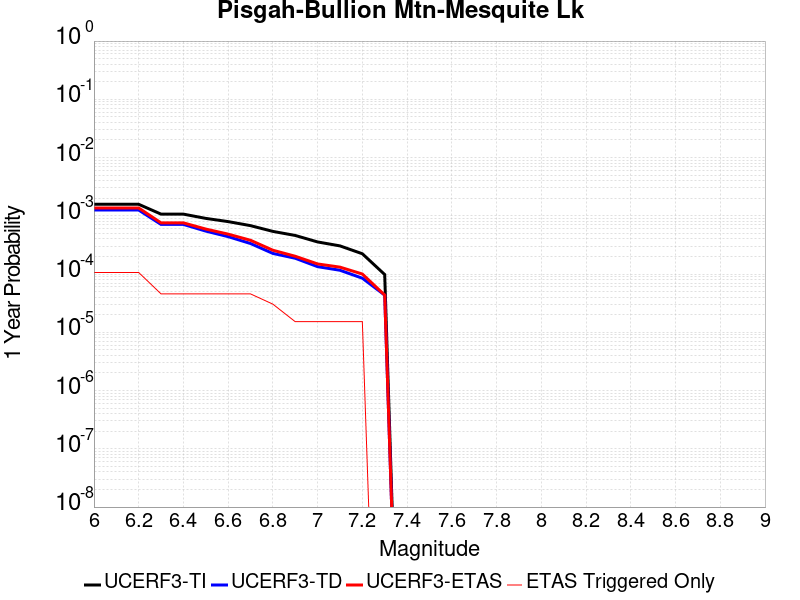 Pisgah-Bullion Mtn-Mesquite Lk
10^0
10^-1
10^-2
10^-3
10^-4
10^-5
10^-6
10^-7
10^-8
1 Year Probability
6 6.2 6.4 6.6 6.8 7 7.2 7.4 7.6 7.8 8 8.2 8.4 8.6 8.8 9
Magnitude
UCERF3-TI UCERF3-TD UCERF3-ETAS ETAS Triggered Only